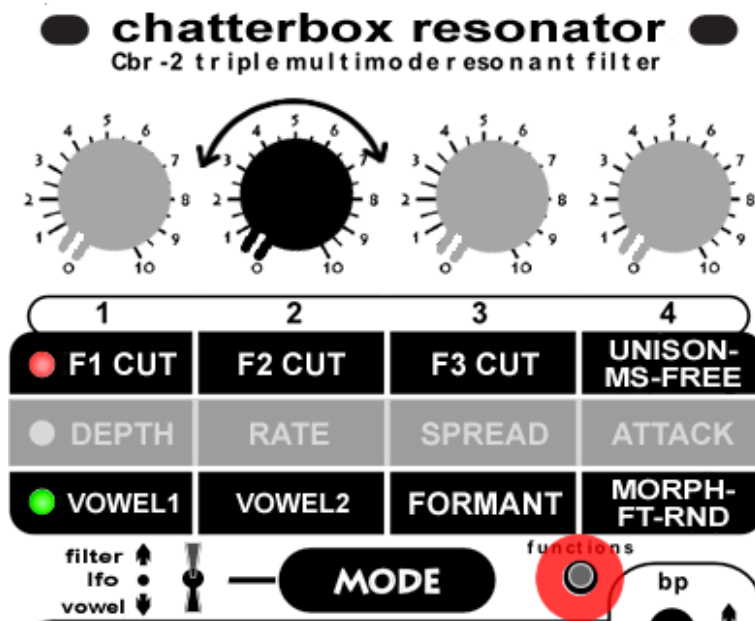 chatterbox resonator
Cbr-2 triple multimode resonant filter
0 1 2 3 4 5 6 7 8 9 10
0 1 2 3 4 5 6 7 8 9 10
0 1 2 3 4 5 6 7 8 9 10
0 1 2 3 4 5 6 7 8 9 10
1 2 3 4
F1 CUT F2 CUT F3 CUT UNISON-
MS-FREE
DEPTH RATE SPREAD ATTACK
VOWEL1 VOWEL2 FORMANT MORPH-
FT-RND
filter
lfo
vowel
MODE
functions
bp